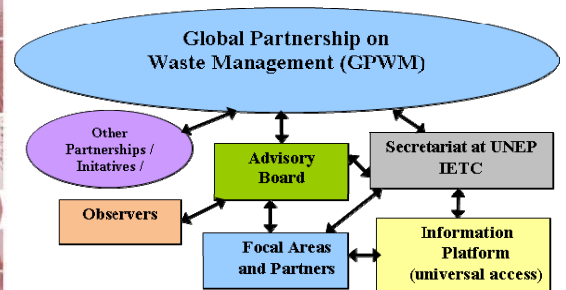 Global Partnership on
Waste Management (GPWM)
Other
Partnerships /
Initatives /
Advisory
Board
Secretariat at UNEP
IETC
Observers
Focal Areas
and Partners
Information
Platform
(universal access)